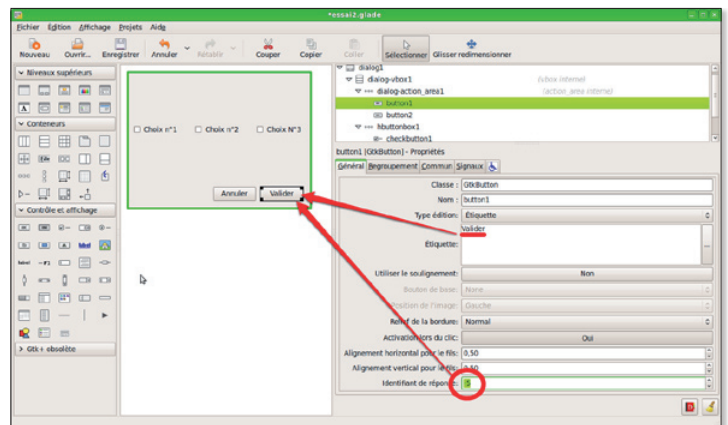 *essai2.glade
Fichier Édition Affichage Projets Aide
Nouveau Ouvrir... Enregistrer Annuler Rétablir Couper Copier Coller Sélectionner Glisser redimensionner
Niveaux supérieurs
Conteneurs
Contrôle et affichage
label
Gtk+ obsolète
Choix n°1 Choix n°2 Choix N°3
Annuler Valider
dialog1
dialog-vbox1 (vbox interne)
dialog-action_area1 (action_area interne)
button1
button2
hbuttonbox1
checkbutton1
button1 [GtkButton] - Propriétés
Général Regroupement Commun Signaux
Classe : GtkButton
Nom : button1
Type édition: Étiquette
Valider
Étiquette:
Utiliser le soulignement: Non
Bouton de base: None
Position de l'image: Gauche
Relief de la bordure: Normal
Activation lors du clic: Oui
Alignement horizontal pour le fils: 0,50
Alignement vertical pour le fils: 0,50
Identifiant de réponse: